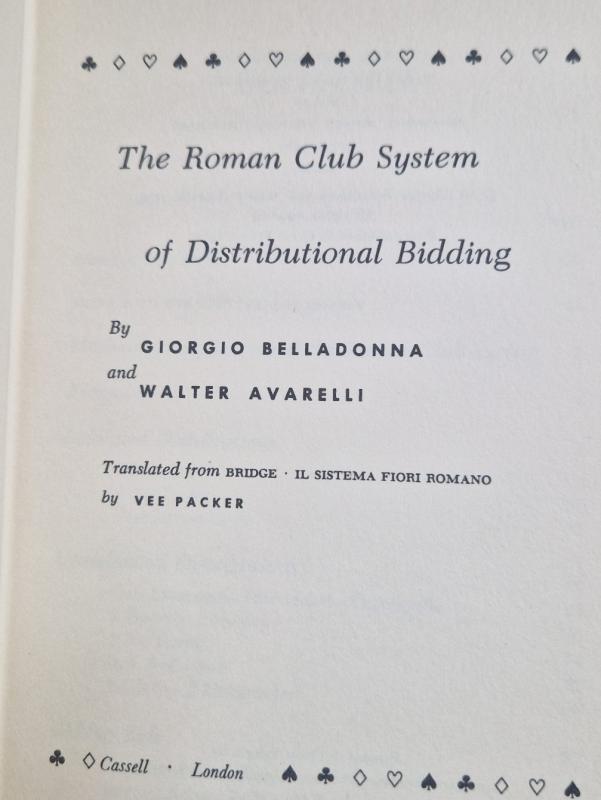 The Roman Club System
of Distributional Bidding
By
GIORGIO BELLADONNA
and
WALTER AVARELLI
Translated from BRIDGE · IL SISTEMA FIORI ROMANO
by VEE PACKER
Cassell · London